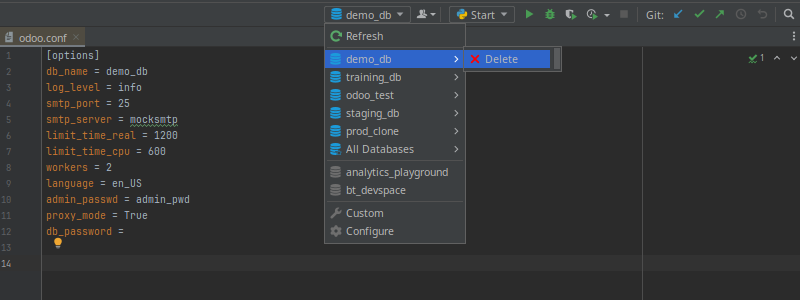 demo_db
Start
Git:
odoo.conf
Refresh
demo_db
Delete
training_db
odoo_test
staging_db
prod_clone
All Databases
analytics_playground
bt_devspace
Custom
Configure
1
1 [options]
2 db_name = demo_db
3 log_level = info
4 smtp_port = 25
5 smtp_server = mocksmtp
6 limit_time_real = 1200
7 limit_time_cpu = 600
8 workers = 2
9 language = en_US
10 admin_passwd = admin_pwd
11 proxy_mode = True
12 db_password =
13
14